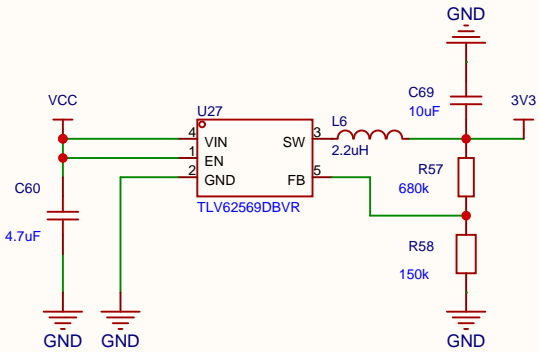 GND
VCC
C69
10uF
3V3
U27
L6
4
VIN
SW
3
2.2uH
1
EN
2
GND
FB
5
TLV62569DBVR
R57
680k
C60
4.7uF
R58
150k
GND
GND
GND